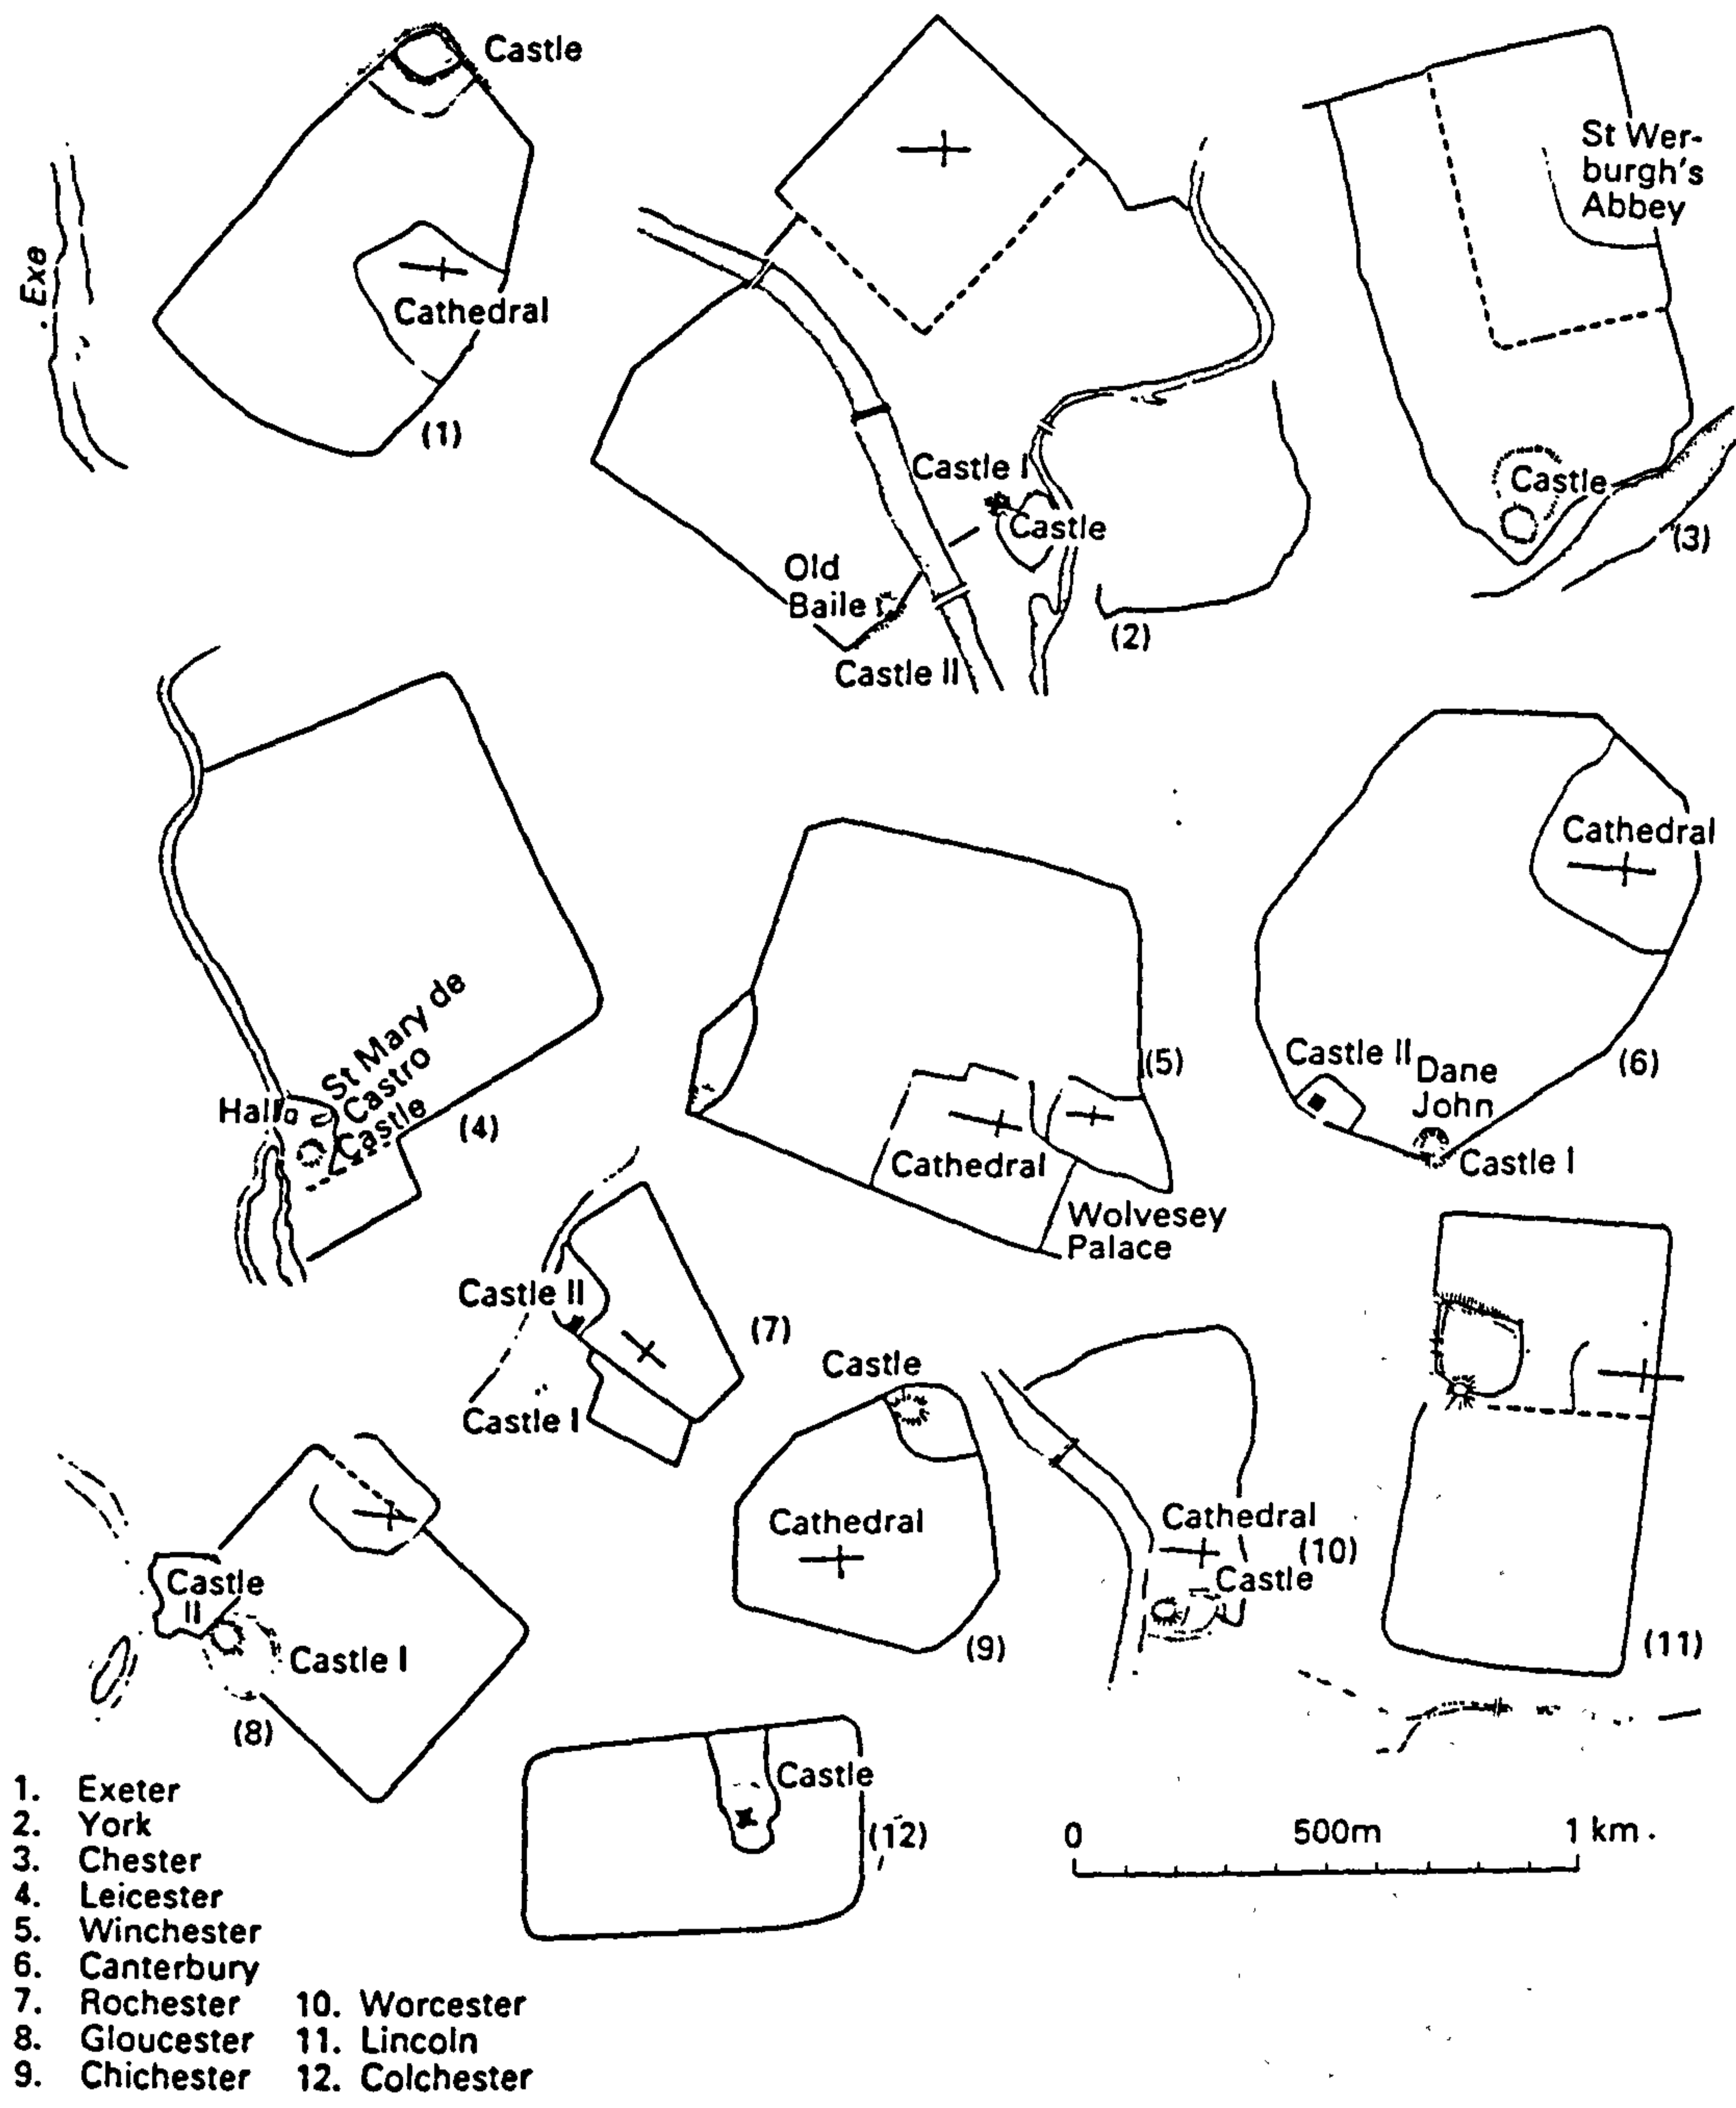 Castle
Exe
Cathedral
(1)
Castle I
Castle
Old
Baile
Castle II
(2)
St Wer-
burgh's
Abbey
Castle
(3)
St Mary de
Castro
Castle
Hall
(4)
Cathedral
Wolvesey
Palace
(5)
Cathedral
Castle II
Dane
John
Castle I
(6)
Castle II
Castle I
(7)
Castle
II
Castle I
(8)
Castle
Cathedral
(9)
Cathedral
(10)
Castle
(11)
Castle
(12)
0 500m 1 km.
1. Exeter
2. York
3. Chester
4. Leicester
5. Winchester
6. Canterbury
7. Rochester
8. Gloucester
9. Chichester
10. Worcester
11. Lincoln
12. Colchester